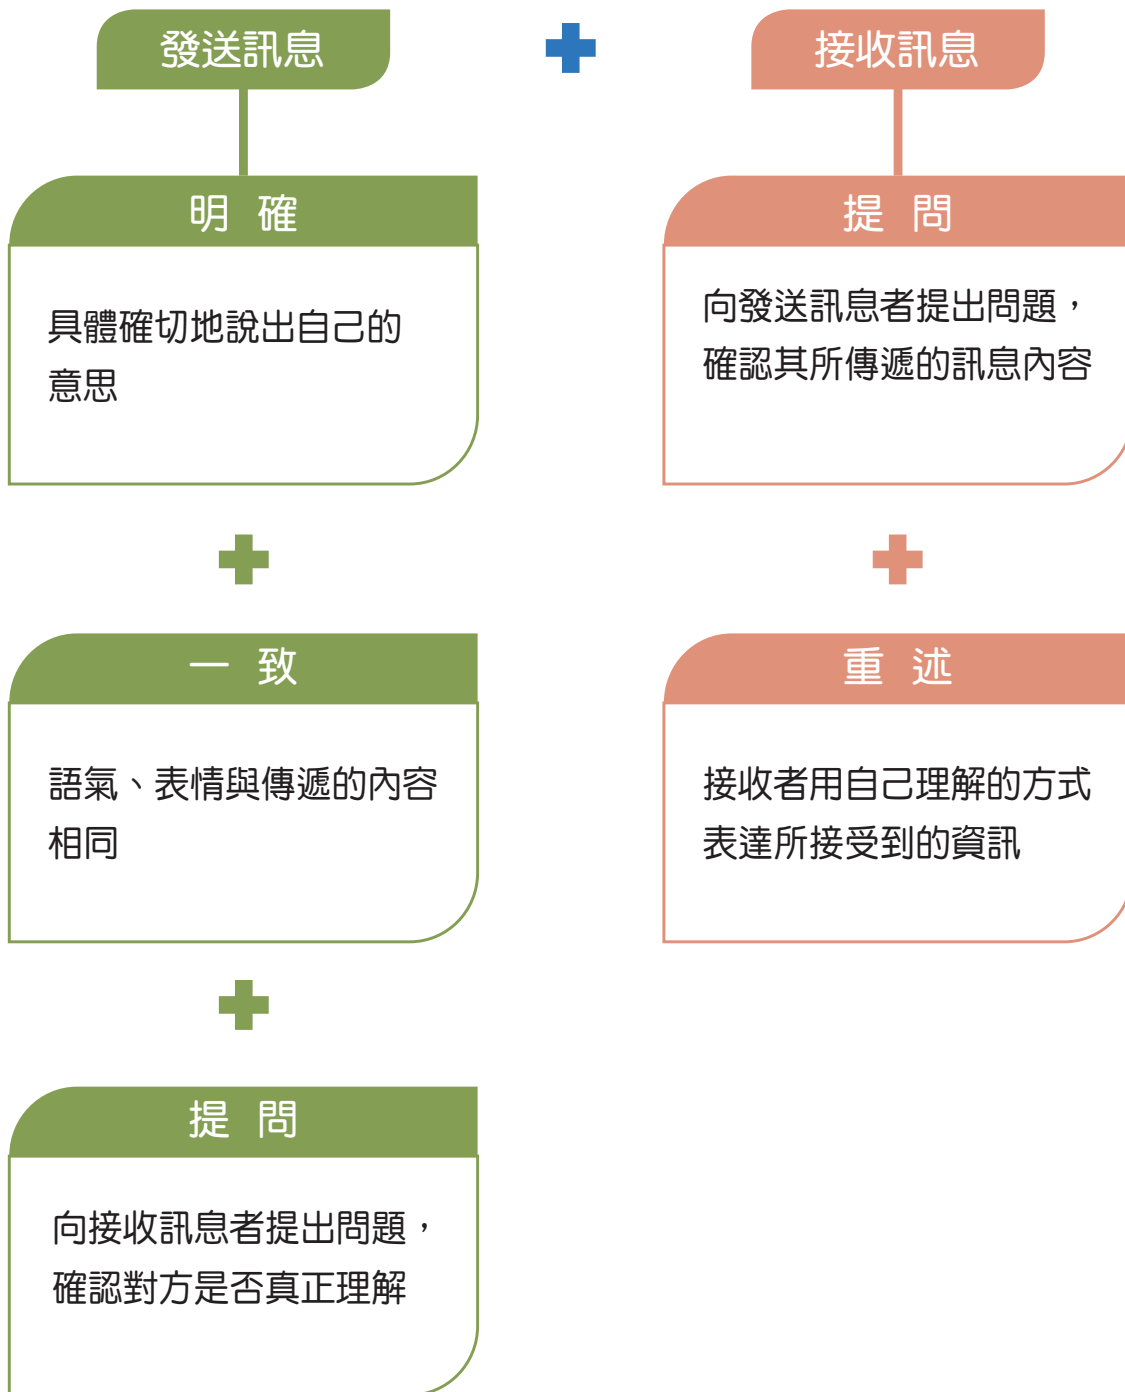 發送訊息
明確
具體確切地說出自己的
意思
一致
語氣、表情與傳遞的內容
相同
提問
向接收訊息者提出問題，
確認對方是否真正理解
接收訊息
提問
向發送訊息者提出問題，
確認其所傳遞的訊息內容
重述
接收者用自己理解的方式
表達所接受到的資訊